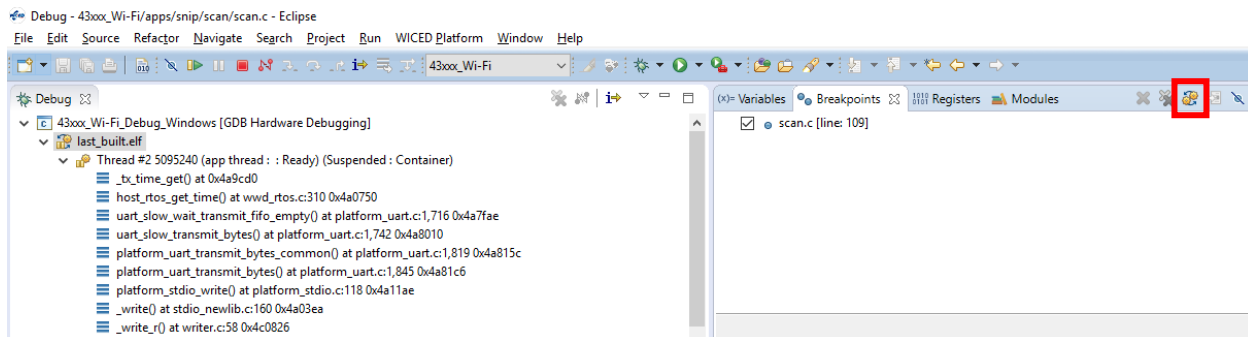 Debug - 43xxx_Wi-Fi/apps/snip/scan/scan.c - Eclipse
File Edit Source Refactor Navigate Search Project Run WICED Platform Window Help
43xxx_Wi-Fi
Debug
(x)= Variables Breakpoints 1010 0101 Registers Modules
43xxx_Wi-Fi_Debug_Windows [GDB Hardware Debugging]
scan.c [line: 109]
last_built.elf
Thread #2 5095240 (app thread : : Ready) (Suspended : Container)
_tx_time_get() at 0x4a9cd0
host_rtos_get_time() at wwd_rtos.c:310 0x4a0750
uart_slow_wait_transmit_fifo_empty() at platform_uart.c:1,716 0x4a7fae
uart_slow_transmit_bytes() at platform_uart.c:1,742 0x4a8010
platform_uart_transmit_bytes_common() at platform_uart.c:1,819 0x4a815c
platform_uart_transmit_bytes() at platform_uart.c:1,845 0x4a81c6
platform_stdio_write() at platform_stdio.c:118 0x4a11ae
_write() at stdio_newlib.c:160 0x4a03ea
_write_r() at writer.c:58 0x4c0826